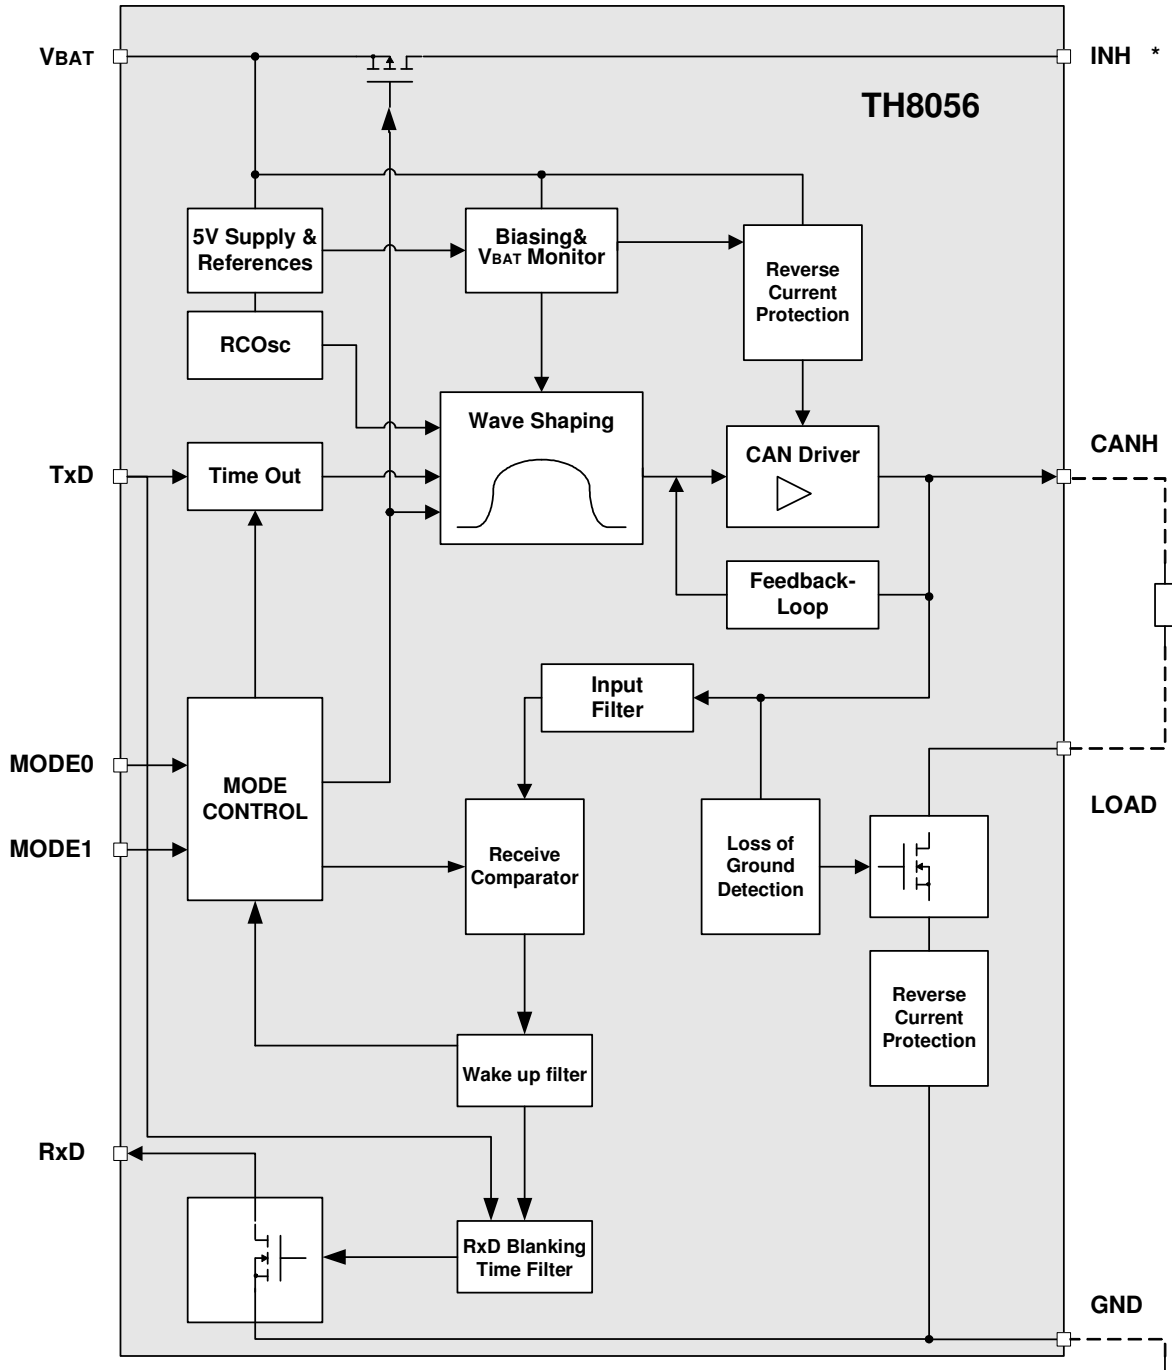 VBAT
INH *
TH8056
5V Supply &
References
Biasing&
VBAT Monitor
Reverse
Current
Protection
RCOsc
Wave Shaping
CANH
CAN Driver
TxD
Time Out
Feedback-
Loop
Input
Filter
MODE0
MODE
CONTROL
LOAD
MODE1
Receive
Comparator
Loss of
Ground
Detection
Reverse
Current
Protection
Wake up filter
RxD
RxD Blanking
Time Filter
GND